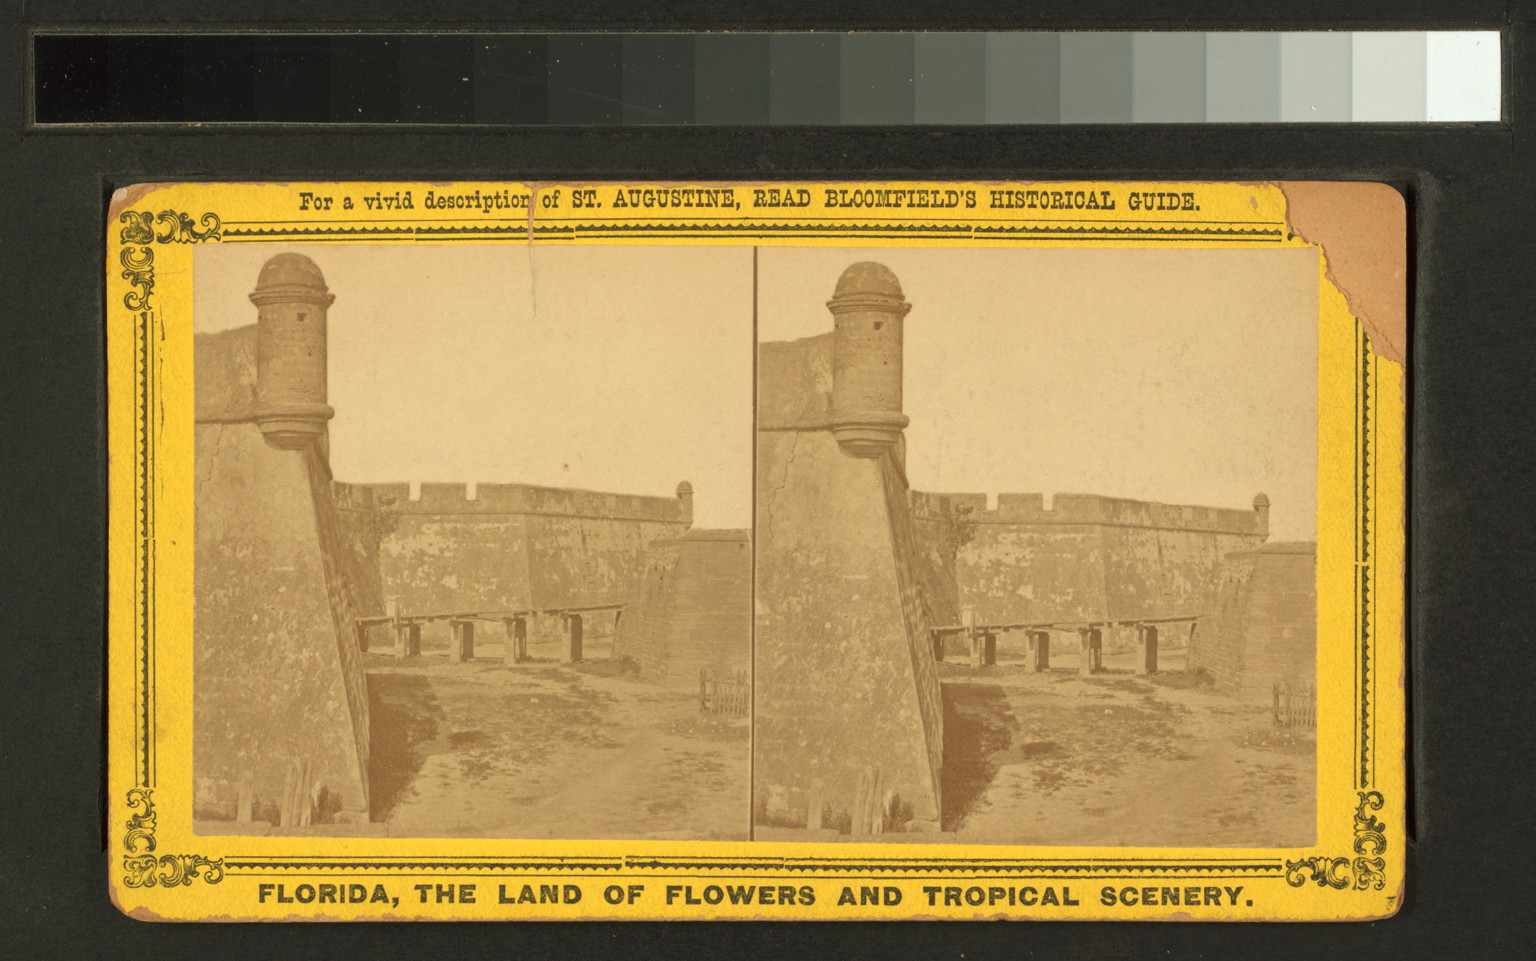 For a vivid description of ST. AUGUSTINE, READ BLOOMFIELD'S HISTORICAL GUIDE.
FLORIDA, THE LAND OF FLOWERS AND TROPICAL SCENERY.